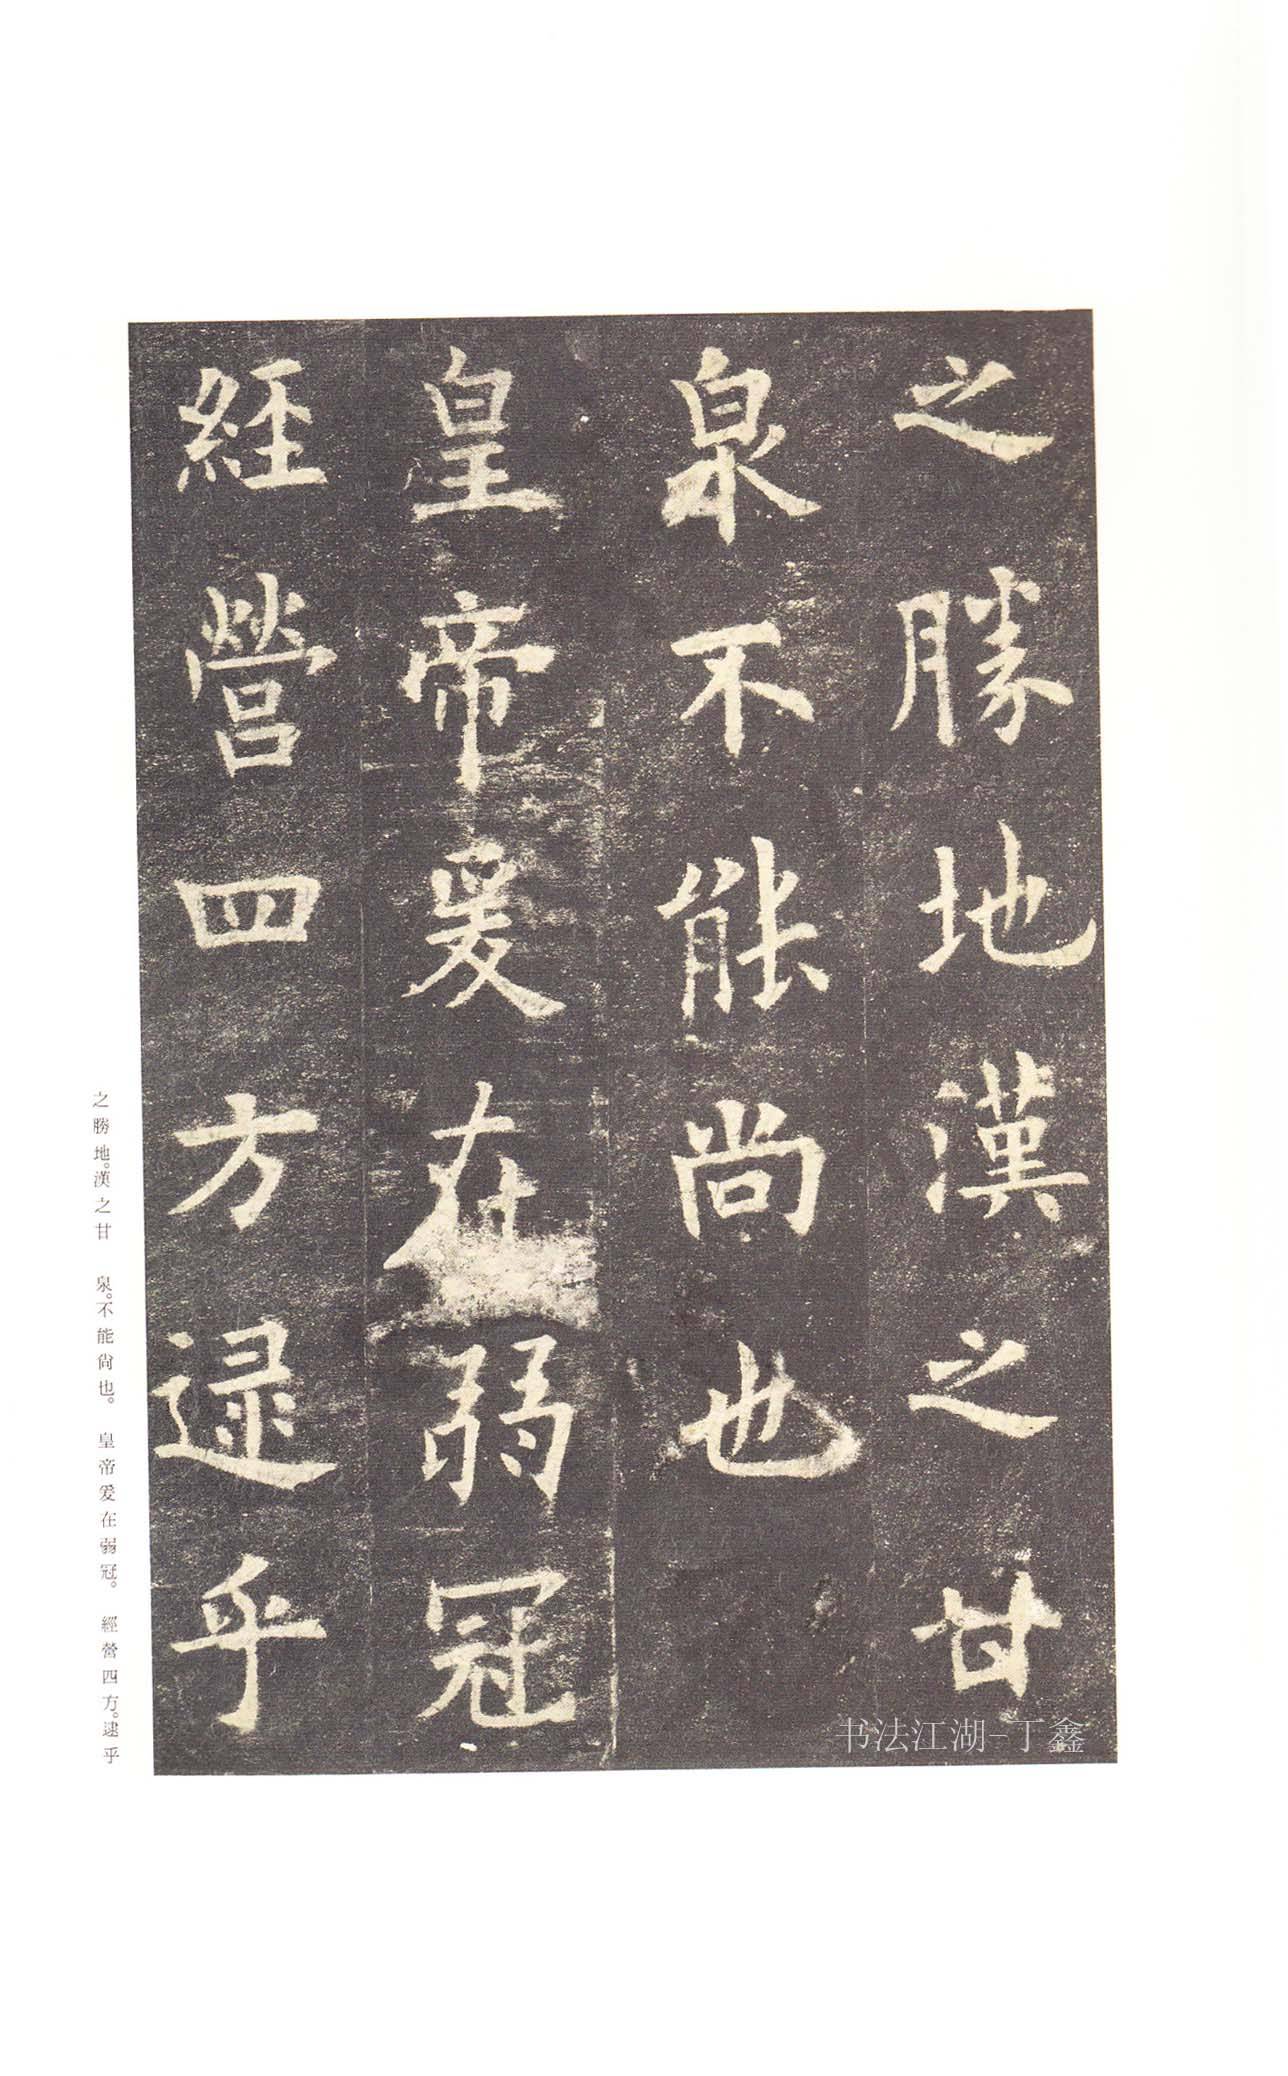 之勝地漢之甘
泉不能尚也
皇帝爰在弱冠
經營四方逯乎
之勝地。漢之甘 泉。不能尚也。 皇帝爰在弱冠。 經營四方。逮乎
书法江湖-丁鑫